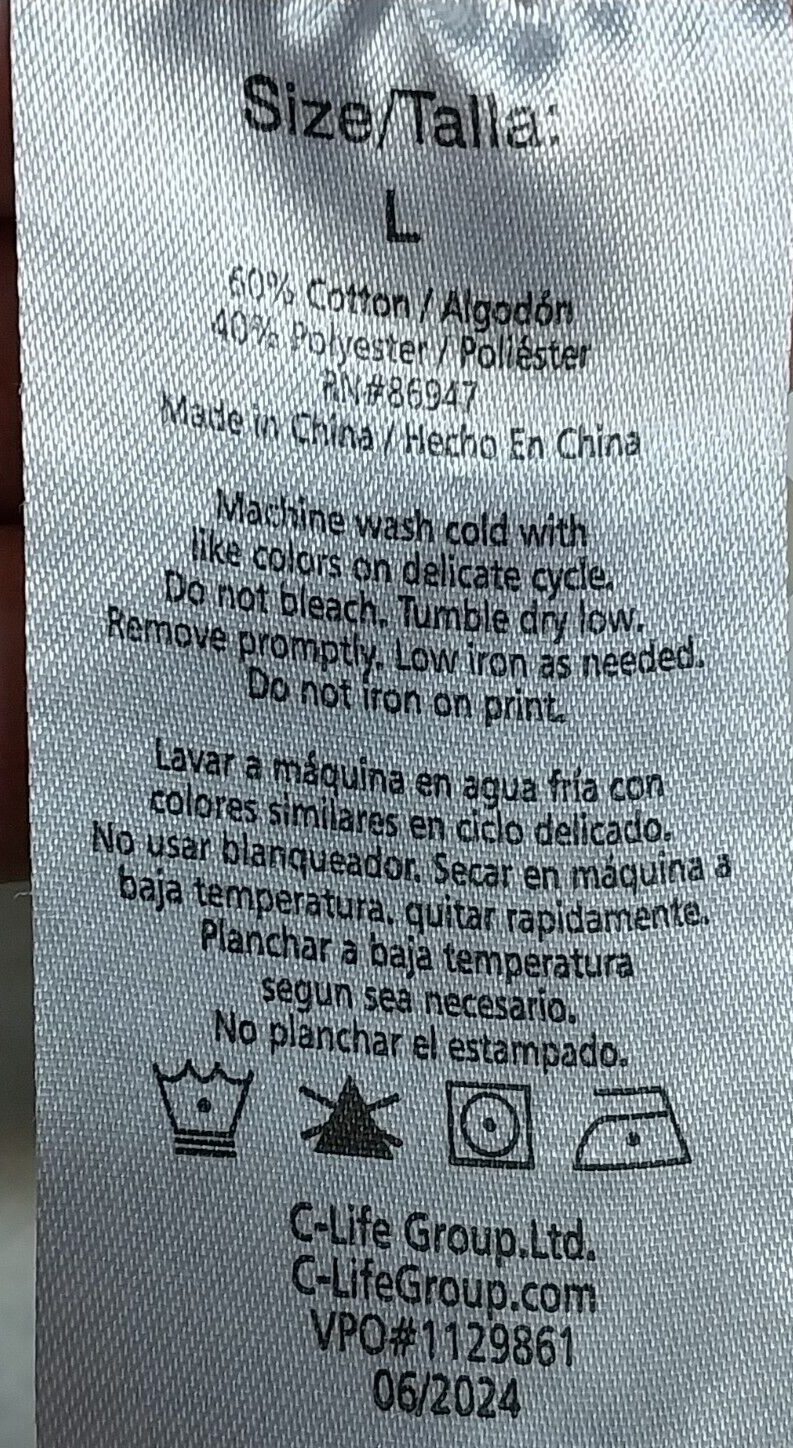 Size/Talla:
L
60% Cotton / Algodón
40% Polyester / Poliéster
RN#86947
Made in China / Hecho En China
Machine wash cold with
like colors on delicate cycle.
Do not bleach. Tumble dry low.
Remove promptly. Low iron as needed.
Do not iron on print.
Lavar a máquina en agua fría con
colores similares en ciclo delicado.
No usar blanqueador. Secar en máquina a
baja temperatura. quitar rapidamente.
Planchar a baja temperatura
segun sea necesario.
No planchar el estampado.
C-Life Group.Ltd.
C-LifeGroup.com
VPO#1129861
06/2024